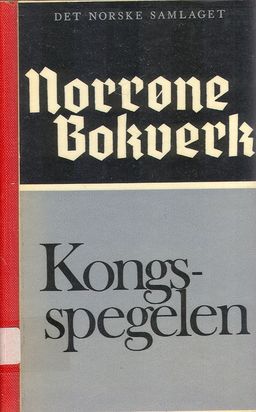 DET NORSKE SAMLAGET
Norrøne
Bokverk
Kongs-
spegelen